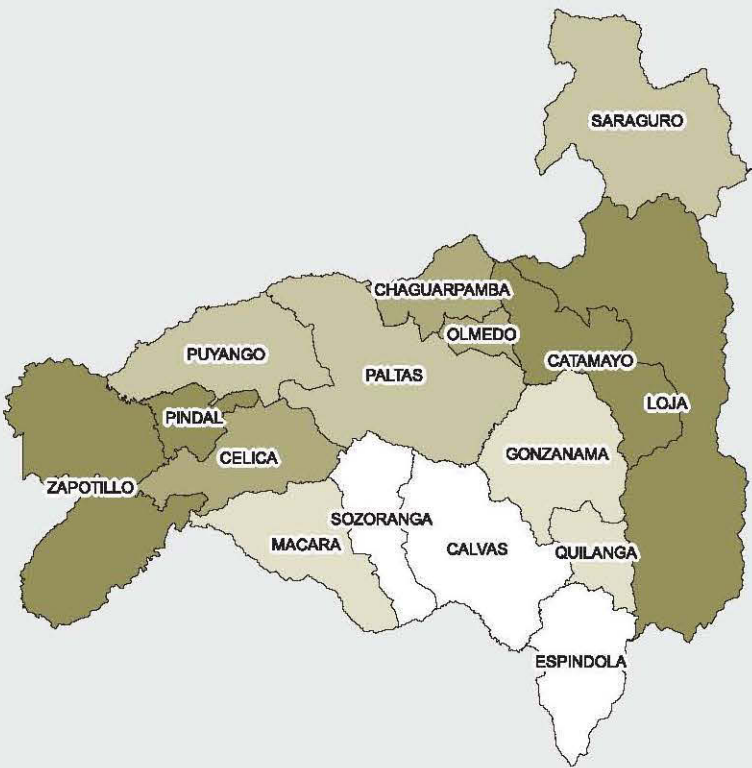 SARAGURO
CHAGUARPAMBA
OLMEDO
PUYANGO
CATAMAYO
PALTAS
LOJA
PINDAL
GONZANAMA
CELICA
ZAPOTILLO
SOZORANGA
MACARA
CALVAS
QUILANGA
ESPINDOLA